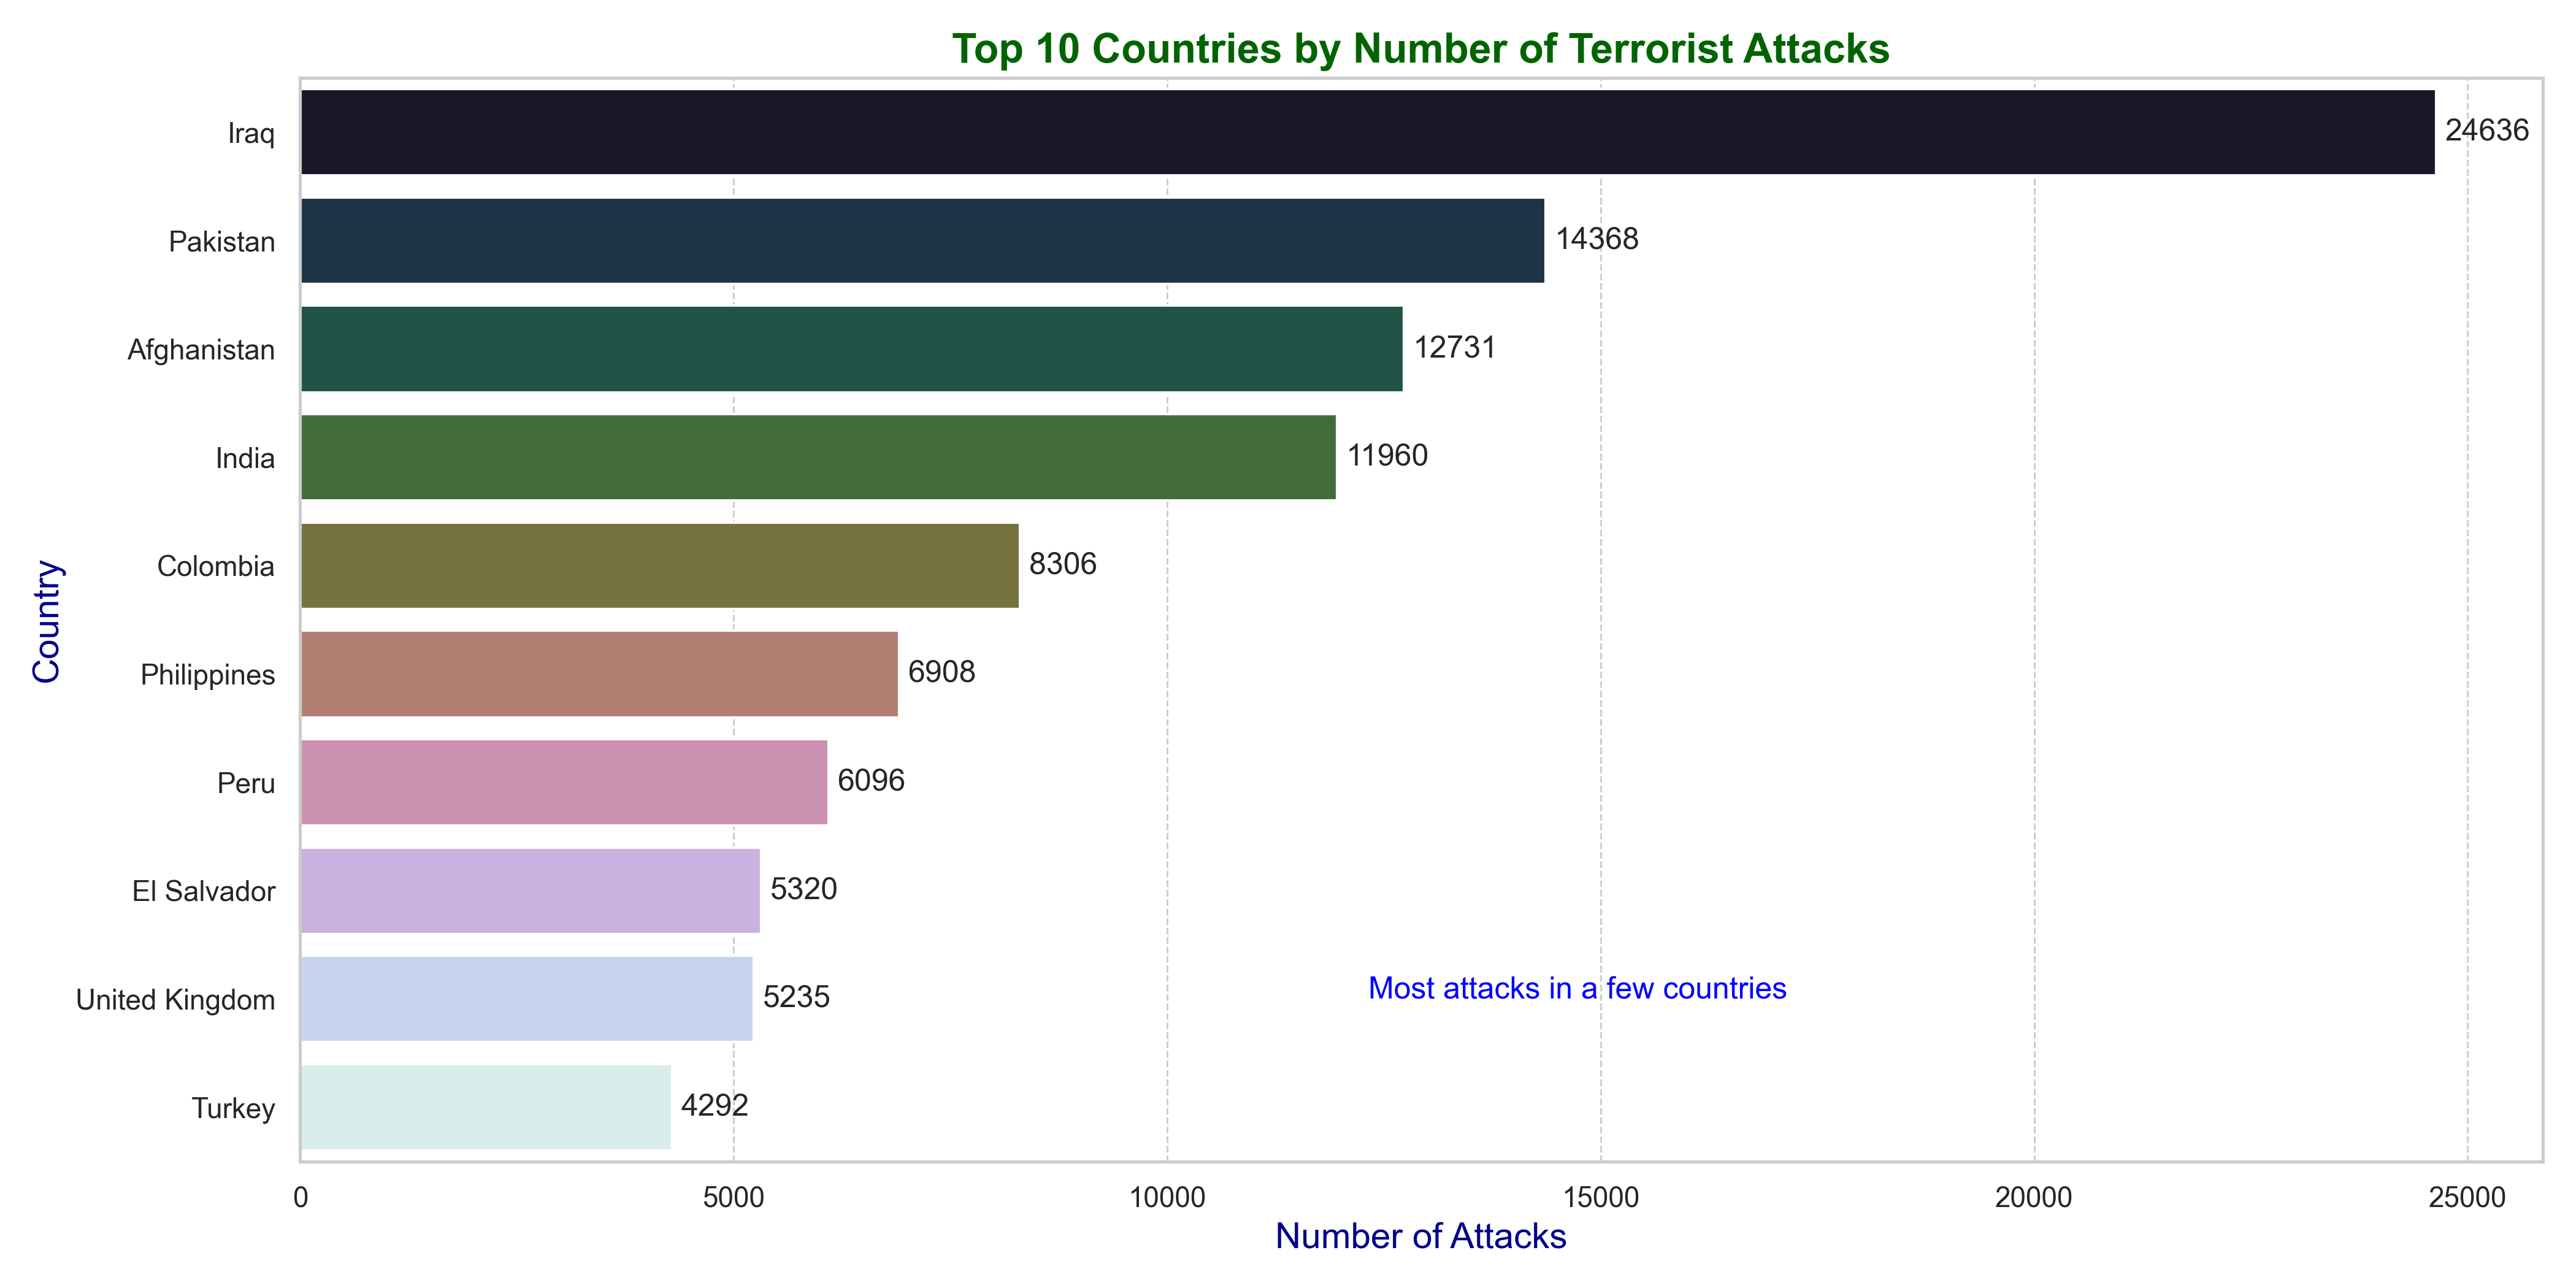 Top 10 Countries by Number of Terrorist Attacks
Iraq
24636
Pakistan
14368
Afghanistan
12731
India
11960
Colombia
8306
Philippines
6908
Peru
6096
El Salvador
5320
United Kingdom
5235
Most attacks in a few countries
Turkey
4292
Country
0 5000 10000 15000 20000 25000
Number of Attacks